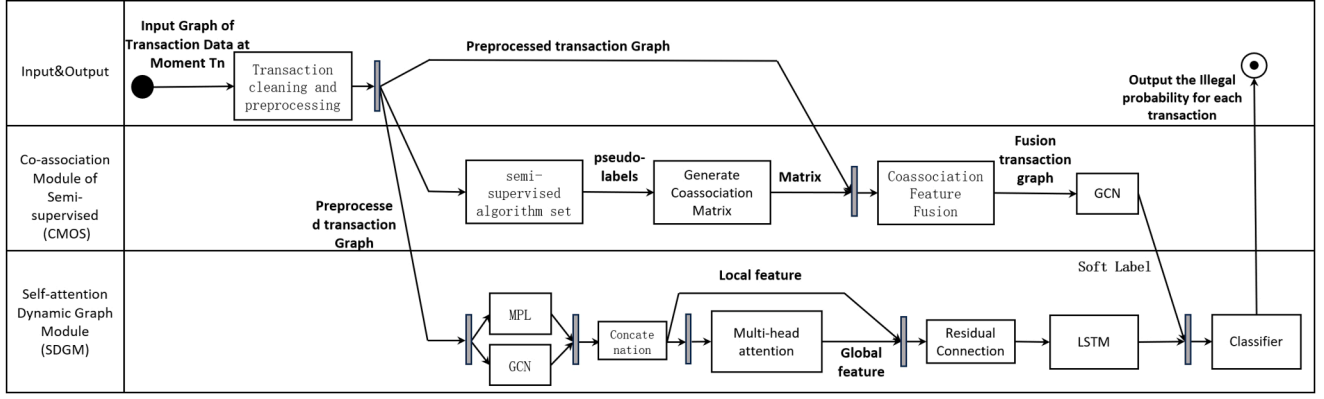 Input&Output
Input Graph of
Transaction Data at
Moment Tn
Transaction
cleaning and
preprocessing
Preprocessed transaction Graph
Output the Illegal
probability for each
transaction
Co-association
Module of
Semi-
supervised
(CMOS)
Preprocesse
d transaction
Graph
semi-
supervised
algorithm set
pseudo-
labels
Generate
Coassociation
Matrix
Matrix
Coassociation
Feature
Fusion
Fusion
transaction
graph
GCN
Self-attention
Dynamic Graph
Module
(SDGM)
MPL
GCN
Concate
nation
Local feature
Multi-head
attention
Global
feature
Residual
Connection
LSTM
Soft Label
Classifier